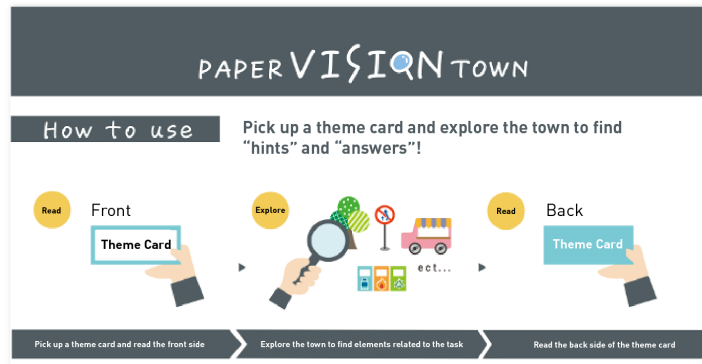 PAPER VISION TOWN
How to use
Pick up a theme card and explore the town to find
“hints” and “answers”!
Read
Front
Theme Card
Explore
ect...
Read
Back
Theme Card
Pick up a theme card and read the front side
Explore the town to find elements related to the task
Read the back side of the theme card